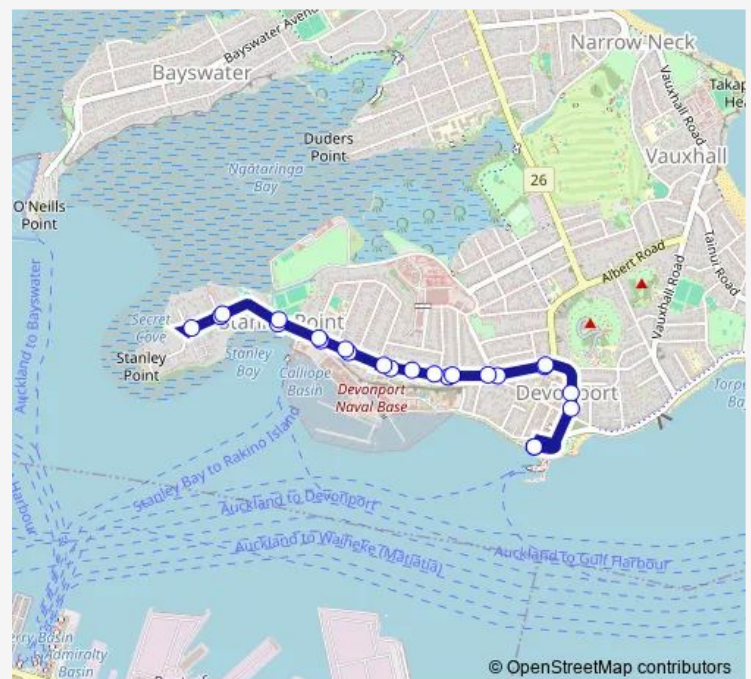 Bayswater Avenu
Narrow Neck
Bayswater
Vauxhall Road
Takap
He
Duders
Point
Vauxhall
Ngātaringa
Bay
26
O'Neills
Point
Tainui Road
Albert Road
Vauxhall Road
Auckland to Bayswater
Secret
Cove
Stanley Point
Stanley
Point
Stanley
Bay
Calliope
Basin
Devonport
Naval Base
Devonport
Torp
Ba
Stanley Bay to Rakino Island
Auckland to Devonport
Harbour
Auckland to Waiheke (Matiatia)
Auckland to Gulf Harbour
erry Basin
Admiralty
Basin
© OpenStreetMap contributors